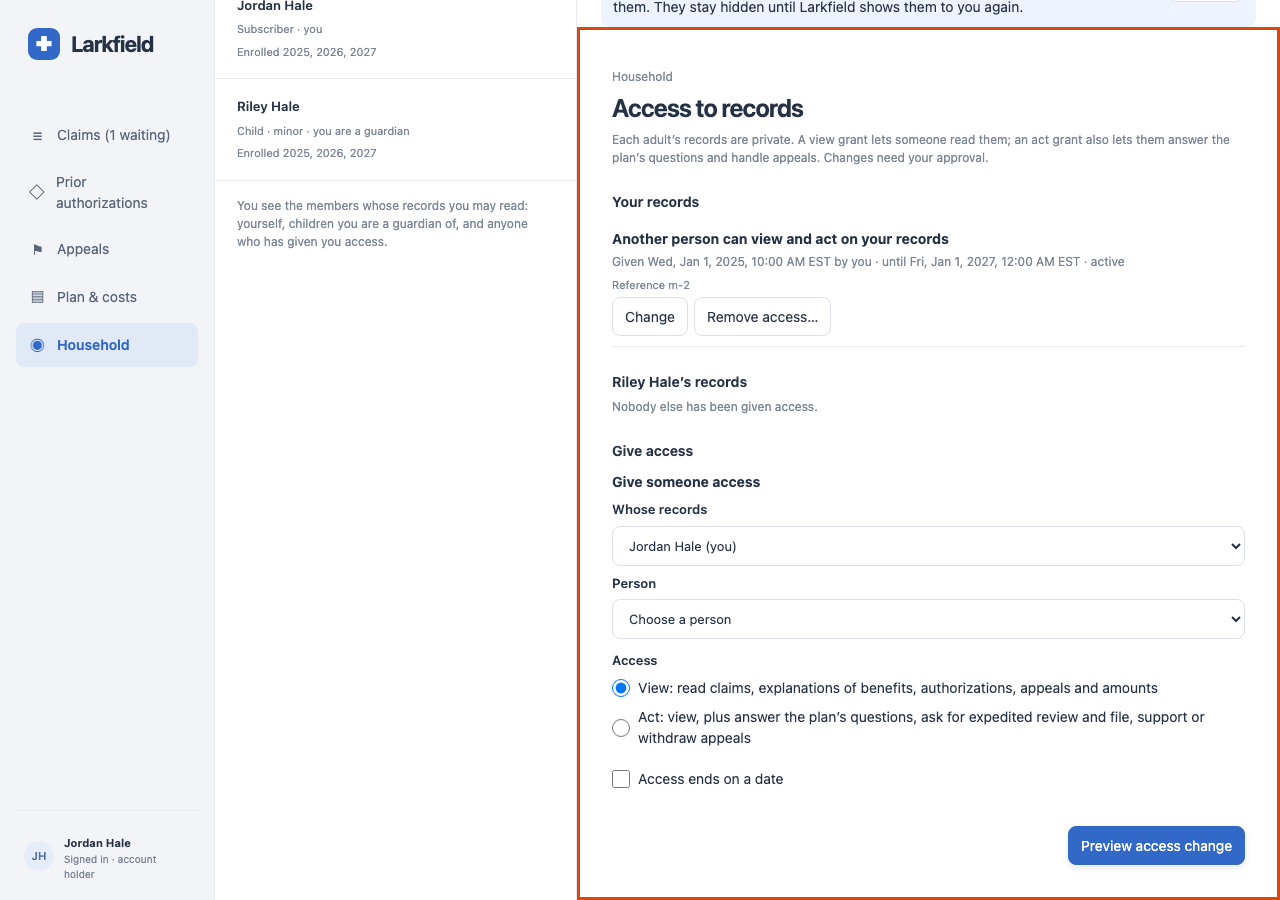 Larkfield
Claims (1 waiting)
Prior
authorizations
Appeals
Plan & costs
Household
JH
Jordan Hale
Signed in · account
holder
Jordan Hale
Subscriber · you
Enrolled 2025, 2026, 2027
Riley Hale
Child · minor · you are a guardian
Enrolled 2025, 2026, 2027
You see the members whose records you may read:
yourself, children you are a guardian of, and anyone
who has given you access.
them. They stay hidden until Larkfield shows them to you again.
Household
Access to records
Each adult’s records are private. A view grant lets someone read them; an act grant also lets them answer the
plan’s questions and handle appeals. Changes need your approval.
Your records
Another person can view and act on your records
Given Wed, Jan 1, 2025, 10:00 AM EST by you · until Fri, Jan 1, 2027, 12:00 AM EST · active
Reference m-2
Change
Remove access…
Riley Hale’s records
Nobody else has been given access.
Give access
Give someone access
Whose records
Jordan Hale (you)
Person
Choose a person
Access
View: read claims, explanations of benefits, authorizations, appeals and amounts
Act: view, plus answer the plan’s questions, ask for expedited review and file, support or
withdraw appeals
Access ends on a date
Preview access change